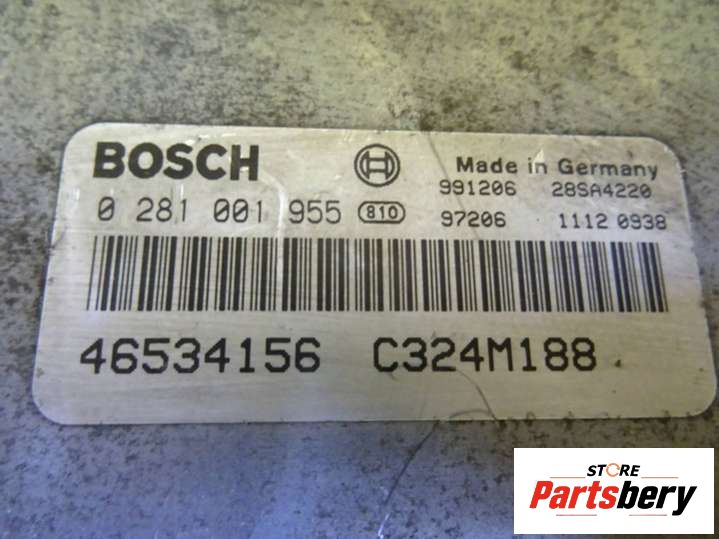 BOSCH
Made in Germany
991206 28SA4220
0 281 001 955 810
97206 1112 0938
46534156 C324M188
STORE
Partsbery